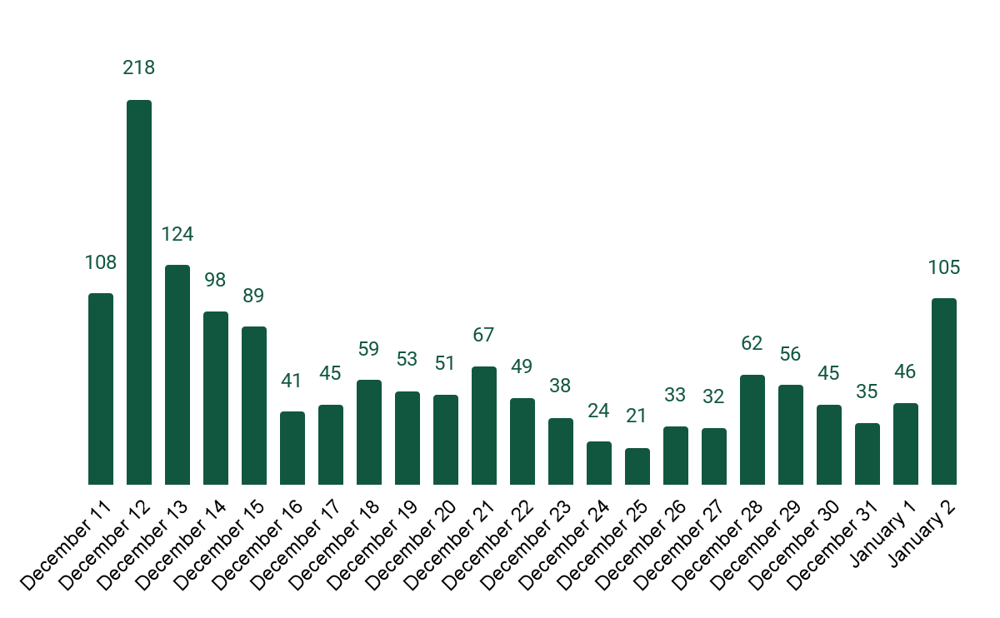 218
124
108
105
98
89
67
62
59
56
53
51
49
46
45
45
41
38
35
33
32
24
21
December 11
December 12
December 13
December 14
December 15
December 16
December 17
December 18
December 19
December 20
December 21
December 22
December 23
December 24
December 25
December 26
December 27
December 28
December 29
December 30
December 31
January 1
January 2